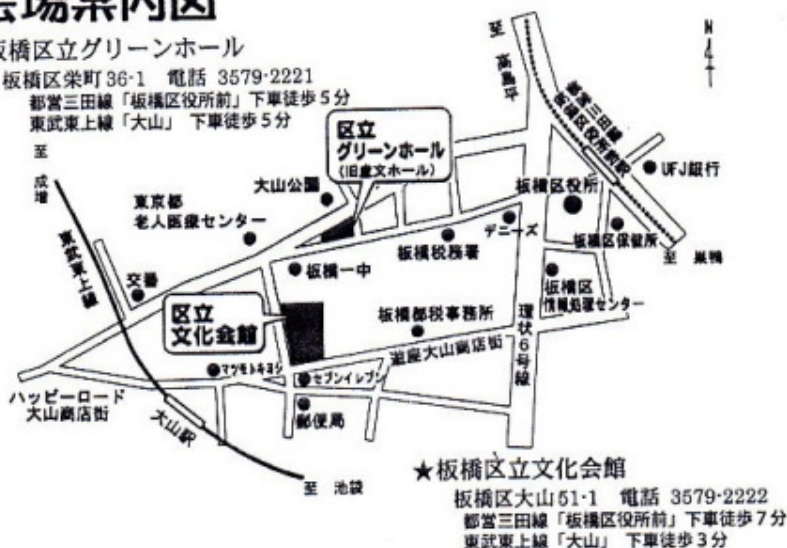 会場案内図
板橋区立グリーンホール
板橋区栄町36-1 電話 3579-2221
都営三田線「板橋区役所前」下車徒歩5分
東武東上線「大山」 下車徒歩5分
至 成増
東武東上線
交番
東京都
老人医療センター
大山公園
区立
グリーンホール
(旧産文ホール)
至 高島平
N
4
都営三田線
板橋区役所前駅
UFJ銀行
板橋区役所
デニーズ
板橋区保健所
至 巣鴨
板橋税務署
板橋一中
板橋区
情報処理センター
区立
文化会館
板橋都税事務所
環状6号線
遊座大山商店街
マツモトキヨシ
セブンイレブン
ハッピーロード
大山商店街
大山駅
郵便局
至 池袋
★板橋区立文化会館
板橋区大山51-1 電話 3579-2222
都営三田線「板橋区役所前」下車徒歩7分
東武東上線「大山」 下車徒歩3分